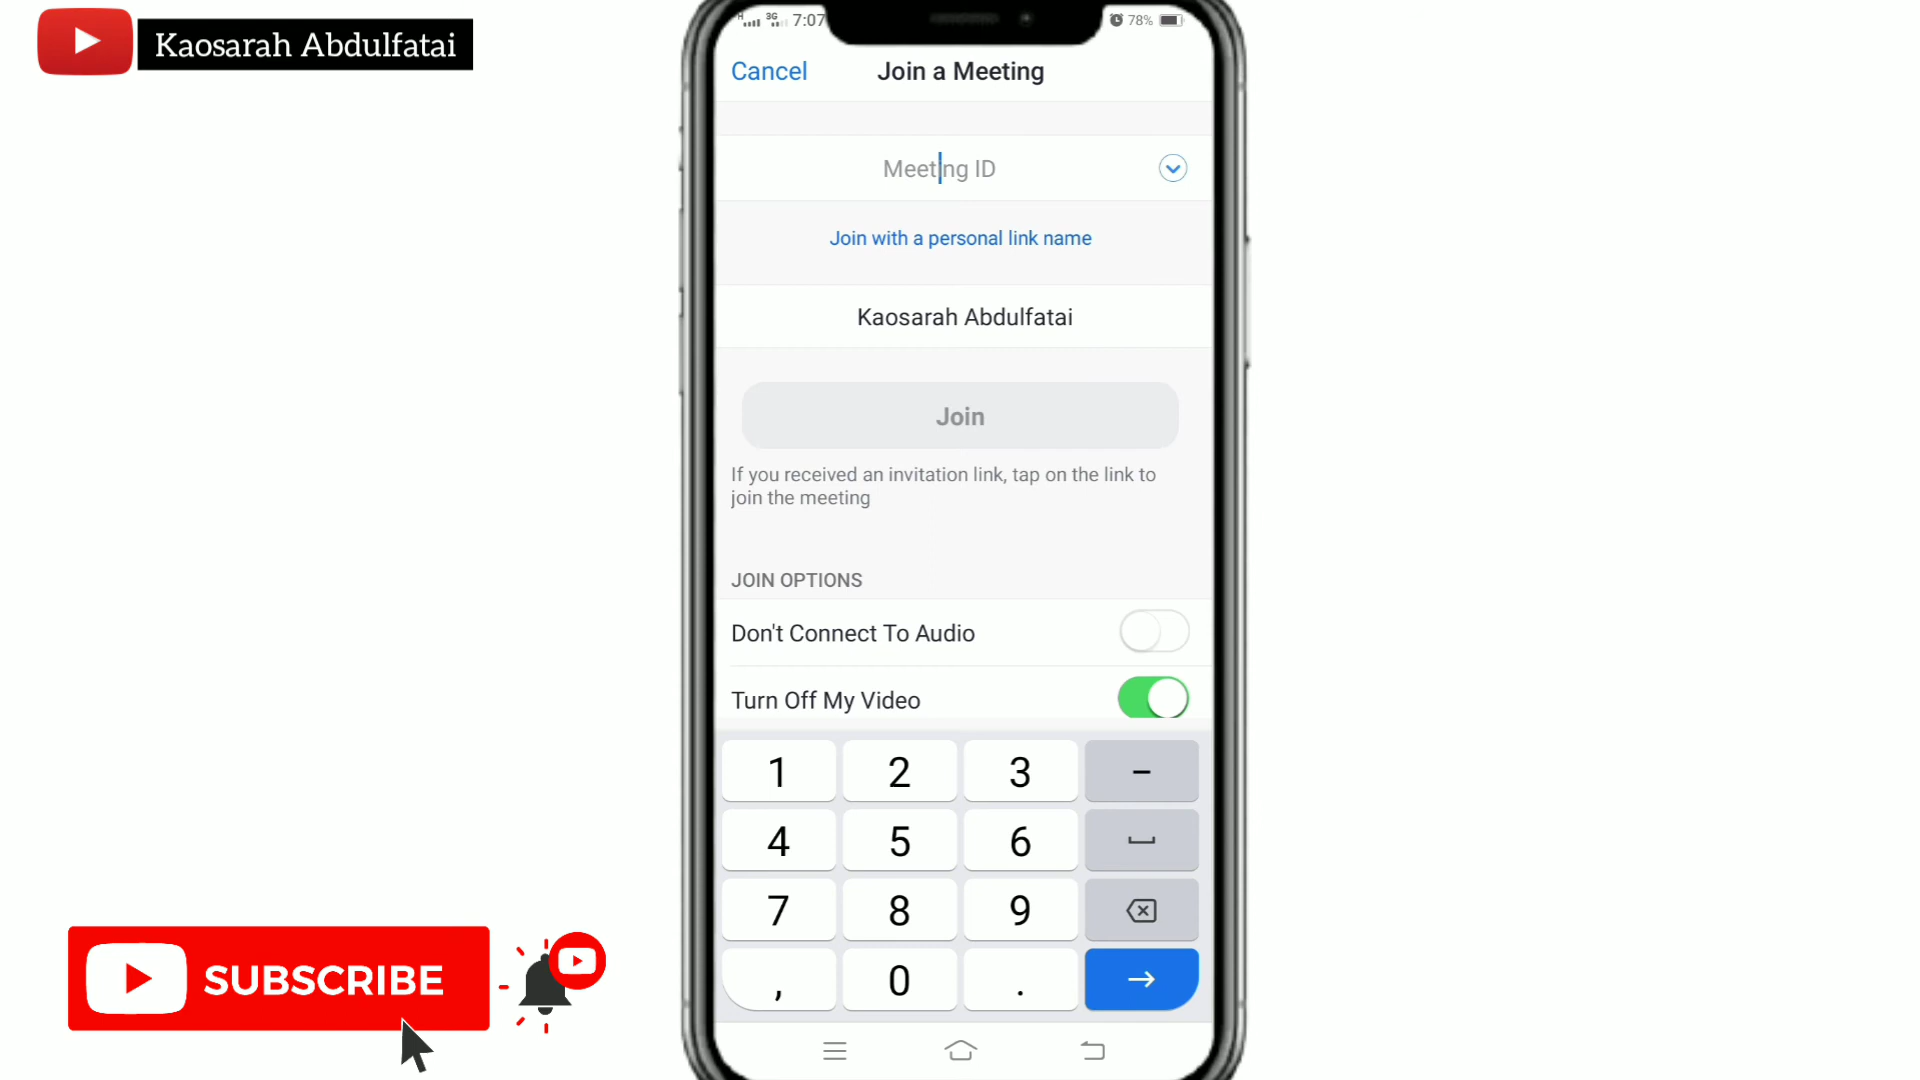 Kaosarah Abdulfatai
H 3G 7:07 78%
Cancel Join a Meeting
Meeting ID
Join with a personal link name
Kaosarah Abdulfatai
Join
If you received an invitation link, tap on the link to
join the meeting
JOIN OPTIONS
Don't Connect To Audio
Turn Off My Video
1 2 3 –
4 5 6
7 8 9
, 0 .
SUBSCRIBE